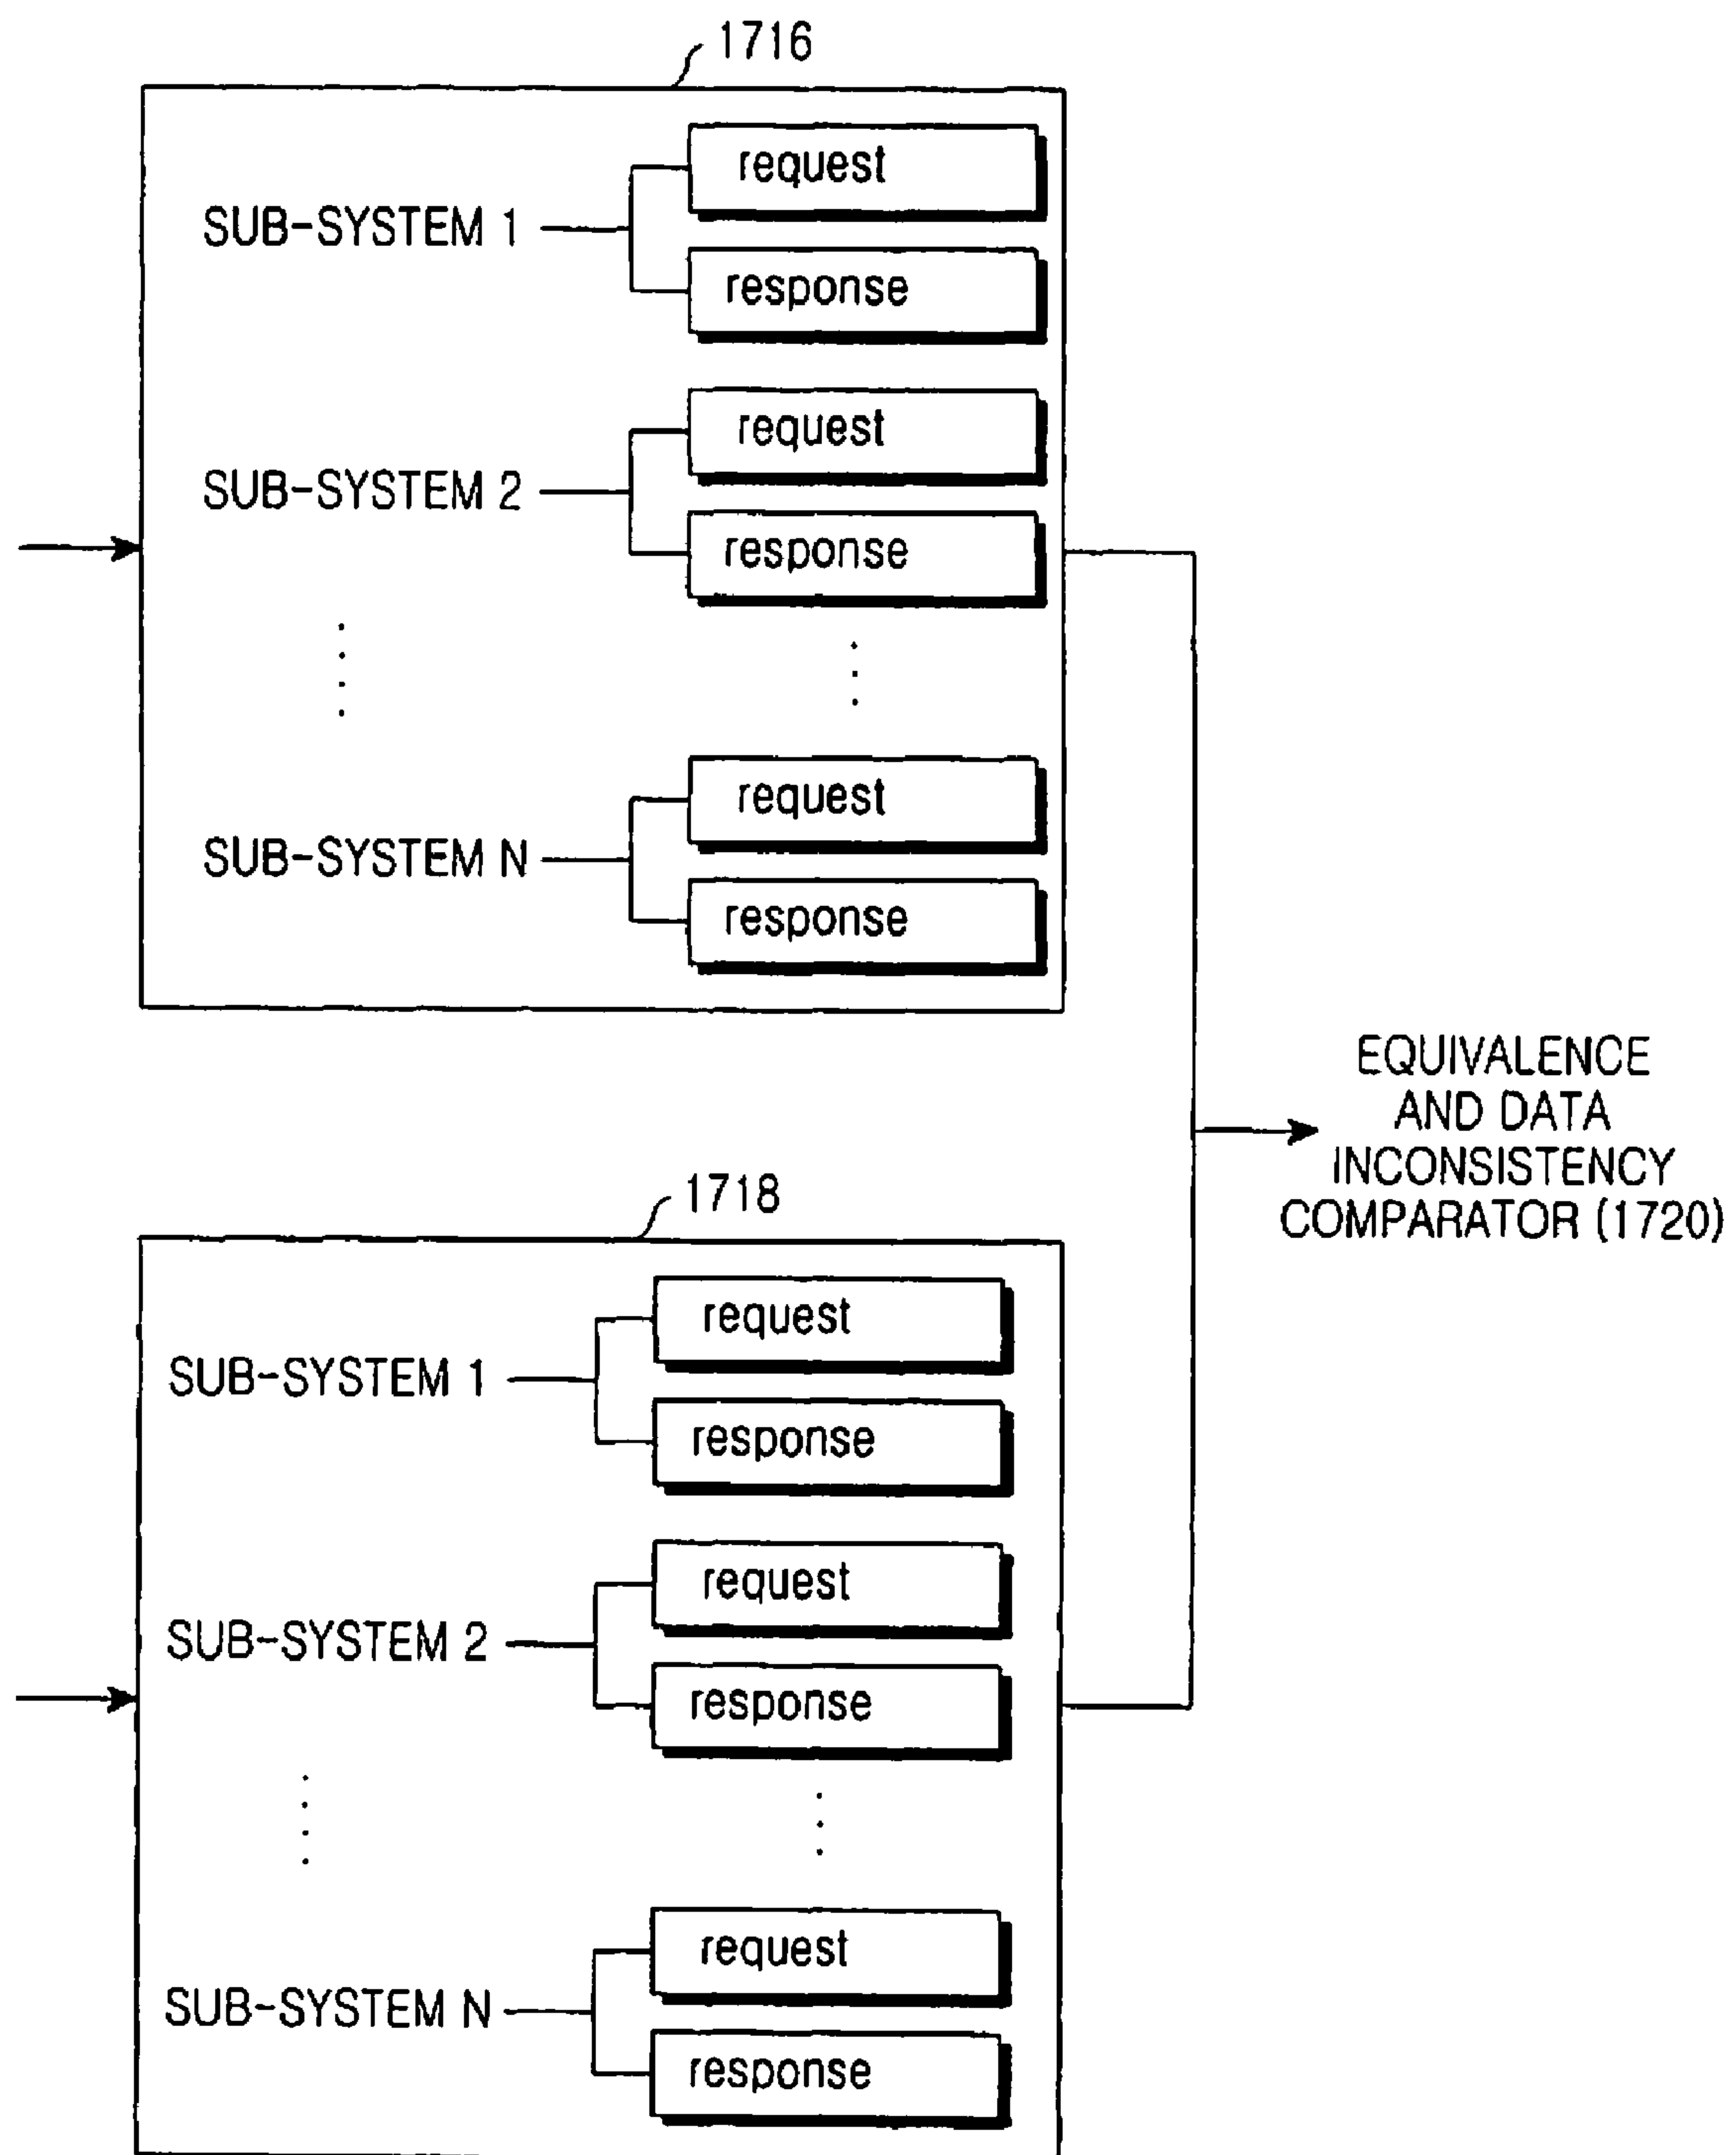 1716
request
SUB-SYSTEM 1
response
request
SUB-SYSTEM 2
response
request
SUB-SYSTEM N
response
EQUIVALENCE
AND DATA
INCONSISTENCY
COMPARATOR (1720)
1718
request
SUB-SYSTEM 1
response
request
SUB-SYSTEM 2
response
request
SUB-SYSTEM N
response